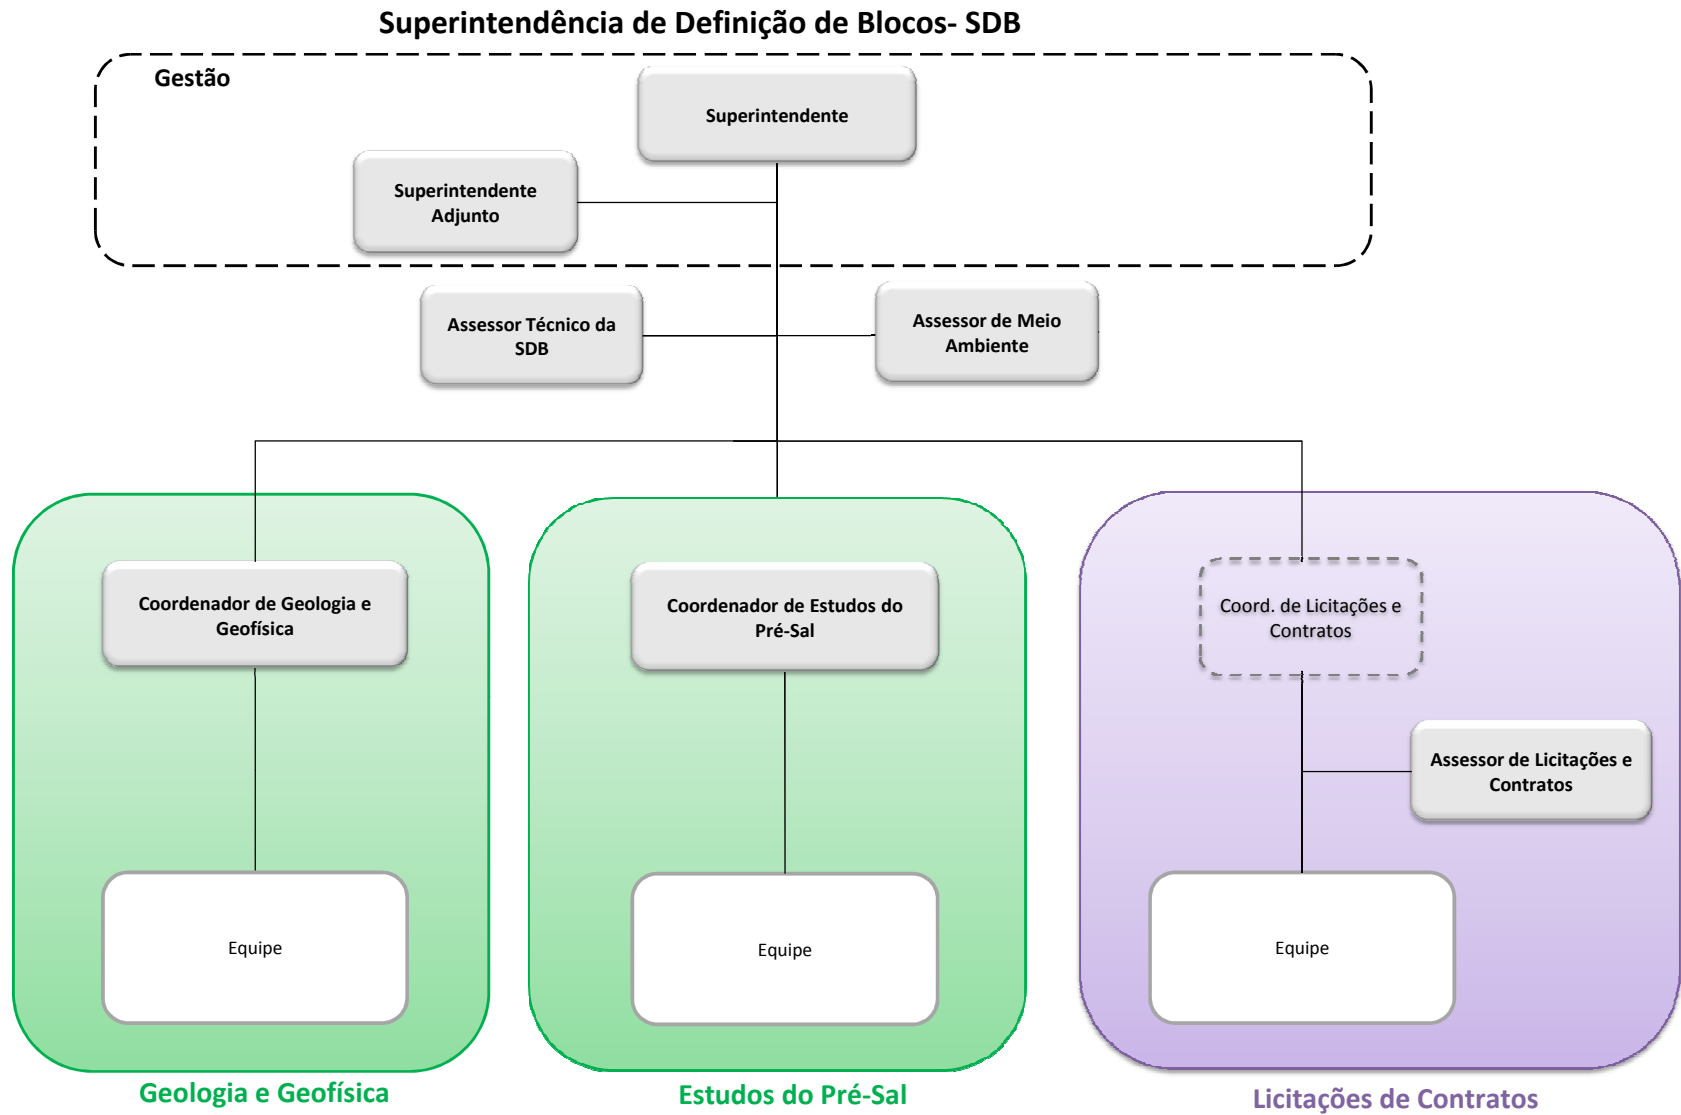 Superintendência de Definição de Blocos- SDB
Gestão
Superintendente
Superintendente
Adjunto
Assessor Técnico da
SDB
Assessor de Meio
Ambiente
Coordenador de Geologia e
Geofísica
Coordenador de Estudos do
Pré-Sal
Coord. de Licitações e
Contratos
Assessor de Licitações e
Contratos
Equipe
Equipe
Equipe
Geologia e Geofísica
Estudos do Pré-Sal
Licitações de Contratos